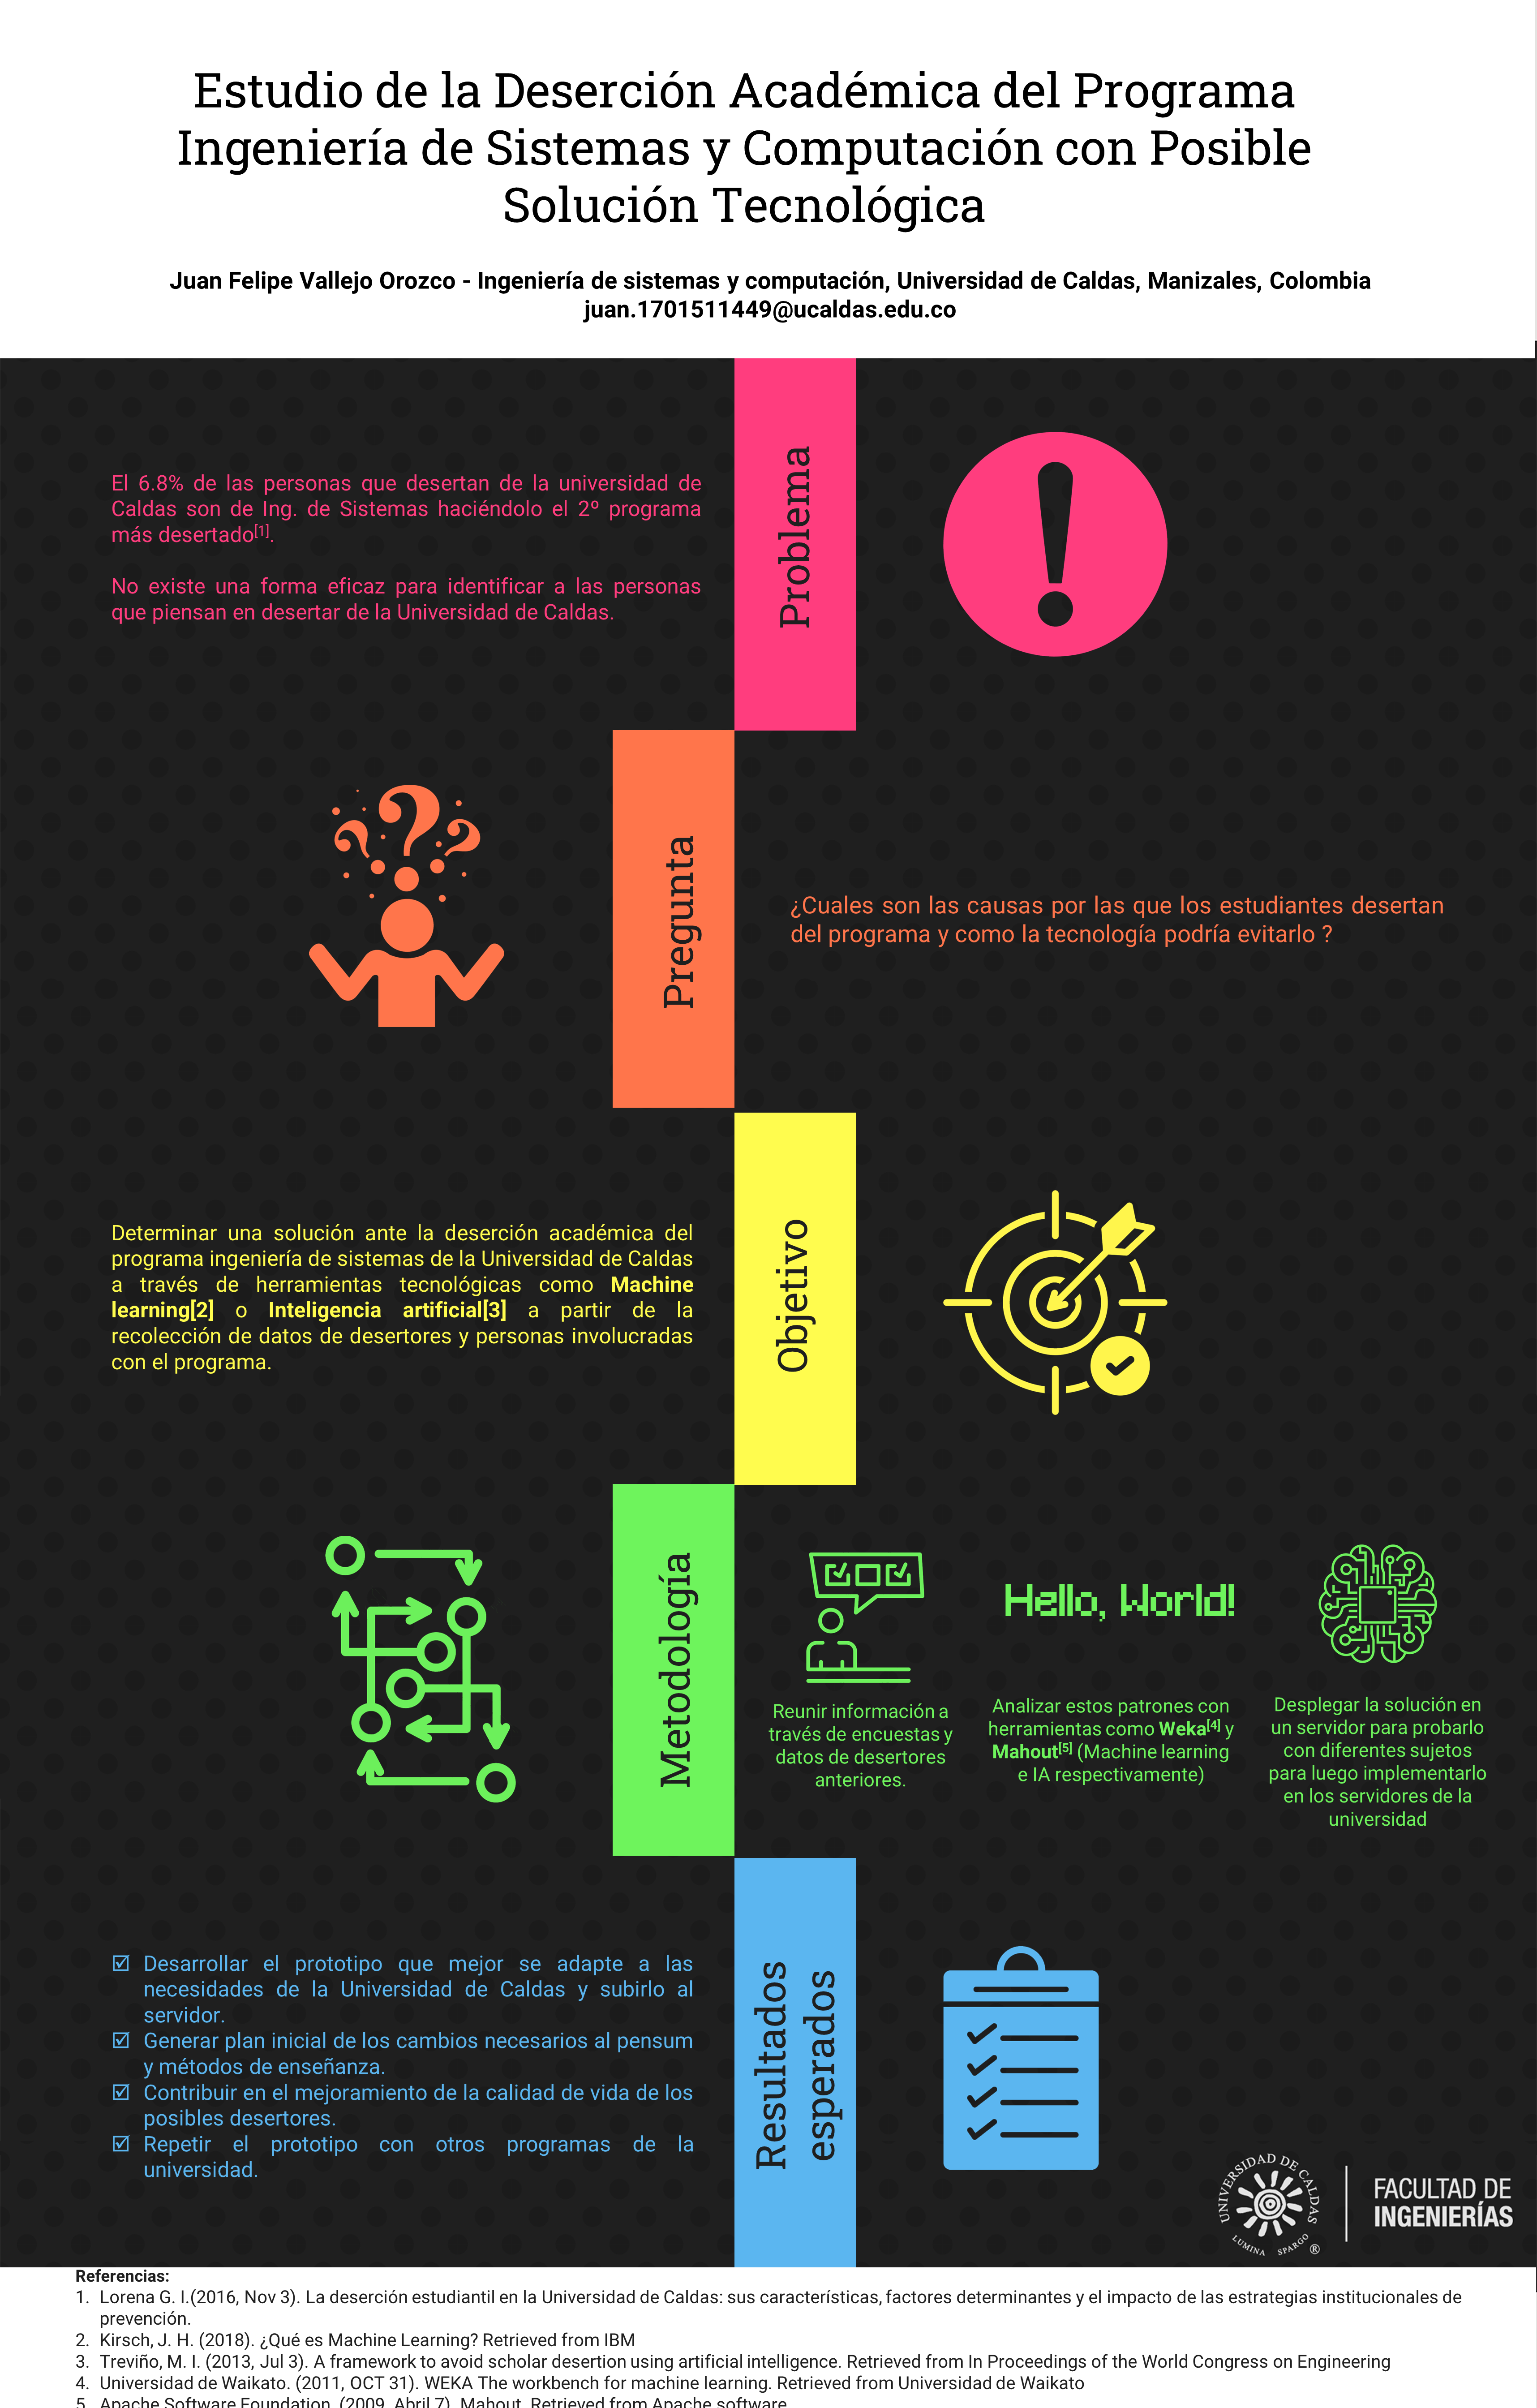 Estudio de la Deserción Académica del Programa
Ingeniería de Sistemas y Computación con Posible
Solución Tecnológica
Juan Felipe Vallejo Orozco - Ingeniería de sistemas y computación, Universidad de Caldas, Manizales, Colombia
juan.1701511449@ucaldas.edu.co
El 6.8% de las personas que desertan de la universidad de
Caldas son de Ing. de Sistemas haciéndolo el 2º programa
más desertado[1].
No existe una forma eficaz para identificar a las personas
que piensan en desertar de la Universidad de Caldas.
Problema
Pregunta
¿Cuales son las causas por las que los estudiantes desertan
del programa y como la tecnología podría evitarlo ?
Determinar una solución ante la deserción académica del
programa ingeniería de sistemas de la Universidad de Caldas
a través de herramientas tecnológicas como Machine
learning[2] o Inteligencia artificial[3] a partir de la
recolección de datos de desertores y personas involucradas
con el programa.
Objetivo
Metodología
Reunir información a
través de encuestas y
datos de desertores
anteriores.
Hello, World!
Analizar estos patrones con
herramientas como Weka[4] y
Mahout[5] (Machine learning
e IA respectivamente)
Desplegar la solución en
un servidor para probarlo
con diferentes sujetos
para luego implementarlo
en los servidores de la
universidad
☑ Desarrollar el prototipo que mejor se adapte a las
necesidades de la Universidad de Caldas y subirlo al
servidor.
☑ Generar plan inicial de los cambios necesarios al pensum
y métodos de enseñanza.
☑ Contribuir en el mejoramiento de la calidad de vida de los
posibles desertores.
☑ Repetir el prototipo con otros programas de la
universidad.
Resultados
esperados
UNIVERSIDAD DE CALDAS
LUMINA SPARGO
®
FACULTAD DE
INGENIERÍAS
Referencias:
1. Lorena G. I.(2016, Nov 3). La deserción estudiantil en la Universidad de Caldas: sus características, factores determinantes y el impacto de las estrategias institucionales de
prevención.
2. Kirsch, J. H. (2018). ¿Qué es Machine Learning? Retrieved from IBM
3. Treviño, M. I. (2013, Jul 3). A framework to avoid scholar desertion using artificial intelligence. Retrieved from In Proceedings of the World Congress on Engineering
4. Universidad de Waikato. (2011, OCT 31). WEKA The workbench for machine learning. Retrieved from Universidad de Waikato
5. Apache Software Foundation. (2009, Abril 7). Mahout. Retrieved from Apache software